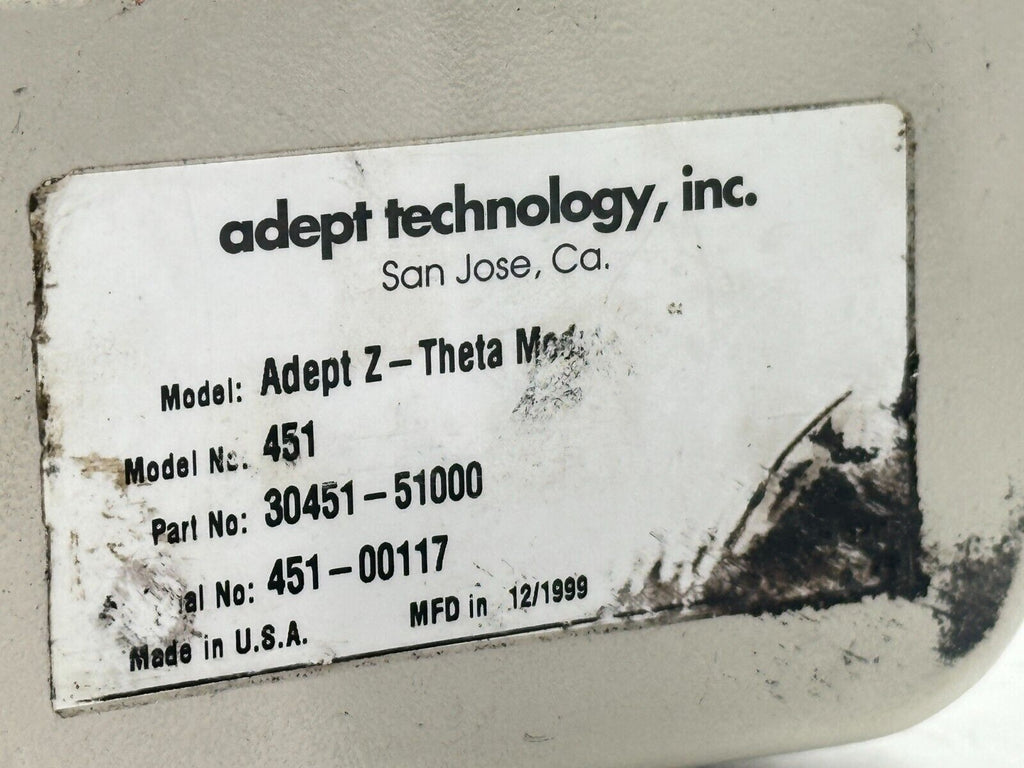 adept technology, inc.
San Jose, Ca.
Model: Adept Z-Theta
Model No. 451
Part No: 30451-51000
No: 451-00117
Made in U.S.A. MFD in 12/1999